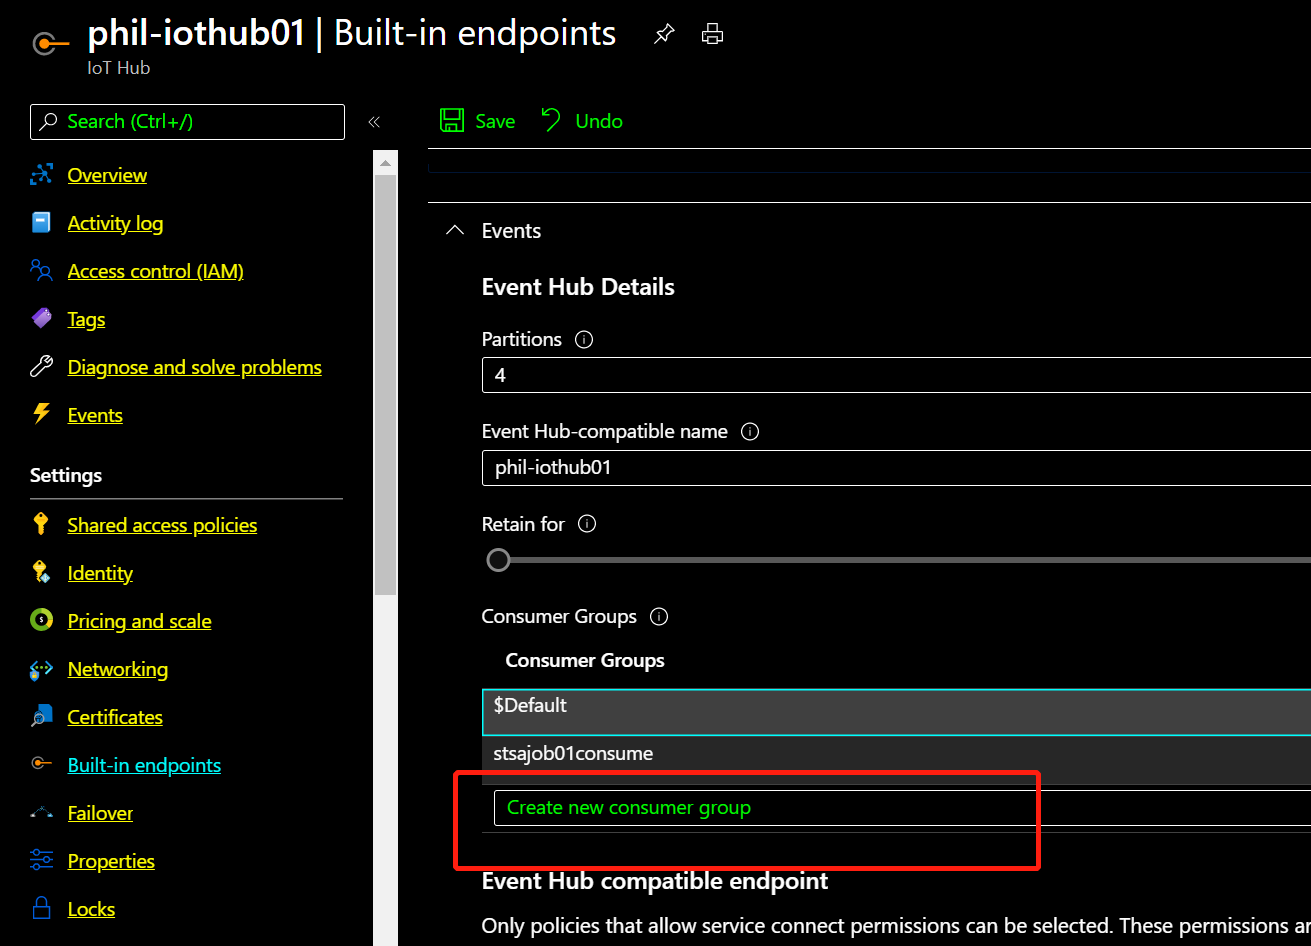 phil-iothub01 | Built-in endpoints
IoT Hub
Search (Ctrl+/)
«
Overview
Activity log
Access control (IAM)
Tags
Diagnose and solve problems
Events
Settings
Shared access policies
Identity
Pricing and scale
Networking
Certificates
Built-in endpoints
Failover
Properties
Locks
Save Undo
Events
Event Hub Details
Partitions
4
Event Hub-compatible name
phil-iothub01
Retain for
Consumer Groups
Consumer Groups
$Default
stsajob01consume
Create new consumer group
Event Hub compatible endpoint
Only policies that allow service connect permissions can be selected. These permissions